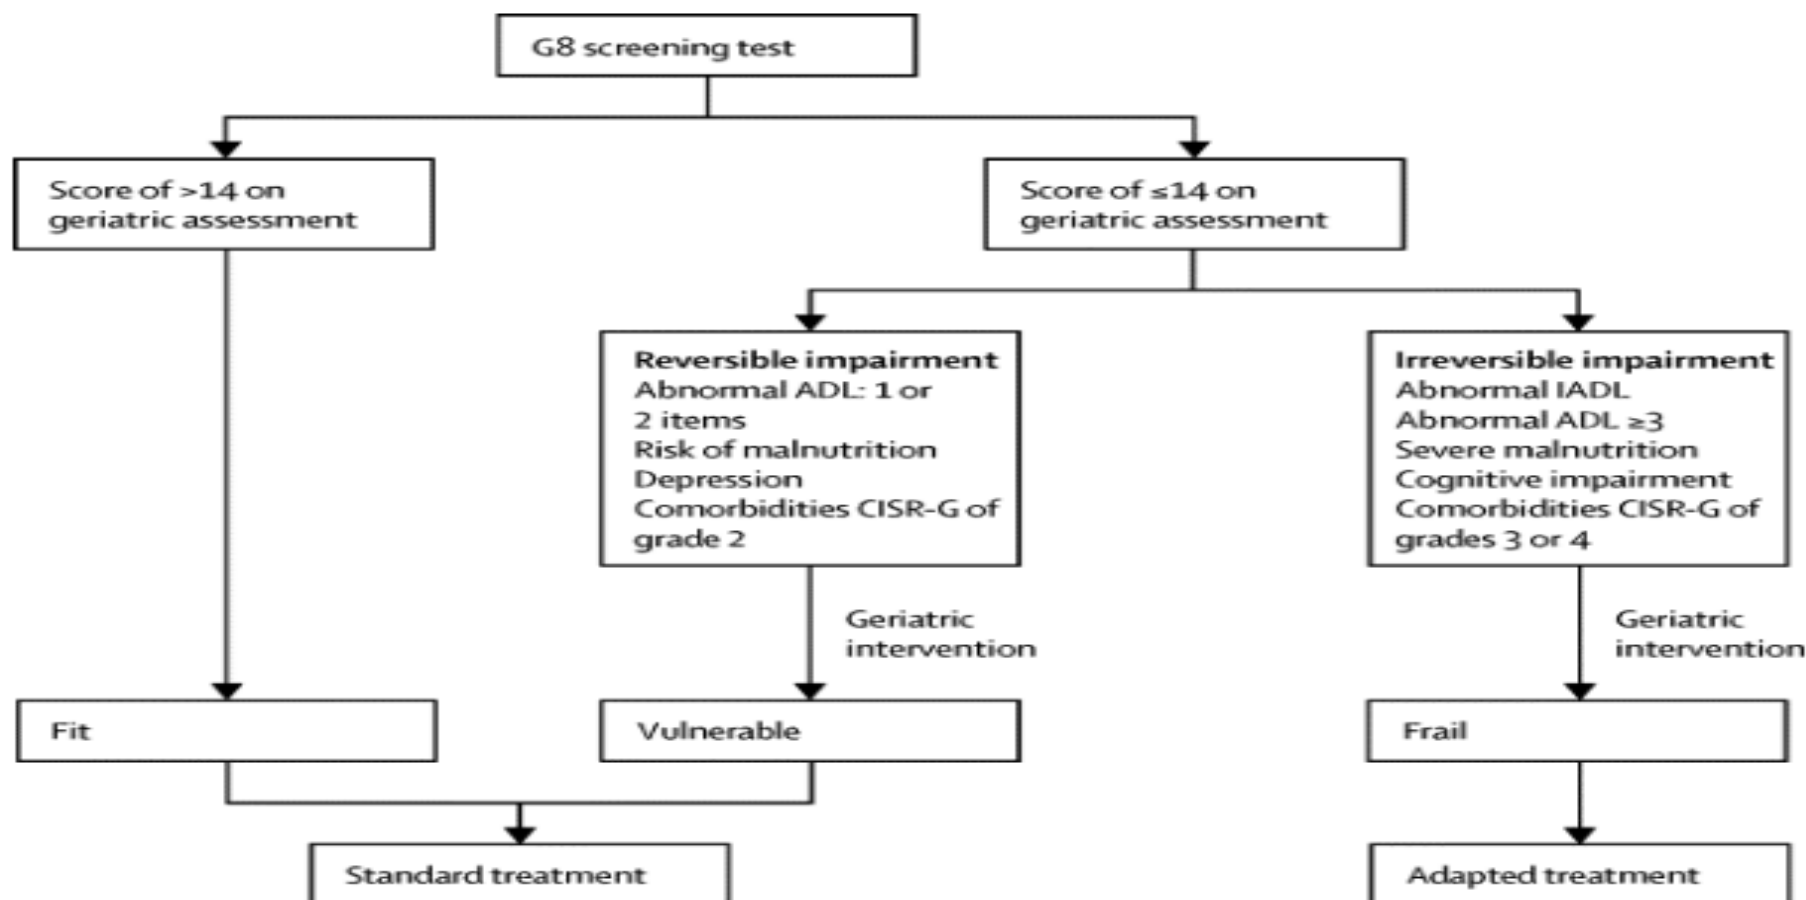 G8 screening test
Score of >14 on
geriatric assessment
Score of ≤14 on
geriatric assessment
Reversible impairment
Abnormal ADL: 1 or
2 items
Risk of malnutrition
Depression
Comorbidities CISR-G of
grade 2
Irreversible impairment
Abnormal IADL
Abnormal ADL ≥3
Severe malnutrition
Cognitive impairment
Comorbidities CISR-G of
grades 3 or 4
Geriatric
intervention
Geriatric
intervention
Fit
Vulnerable
Frail
Standard treatment
Adapted treatment